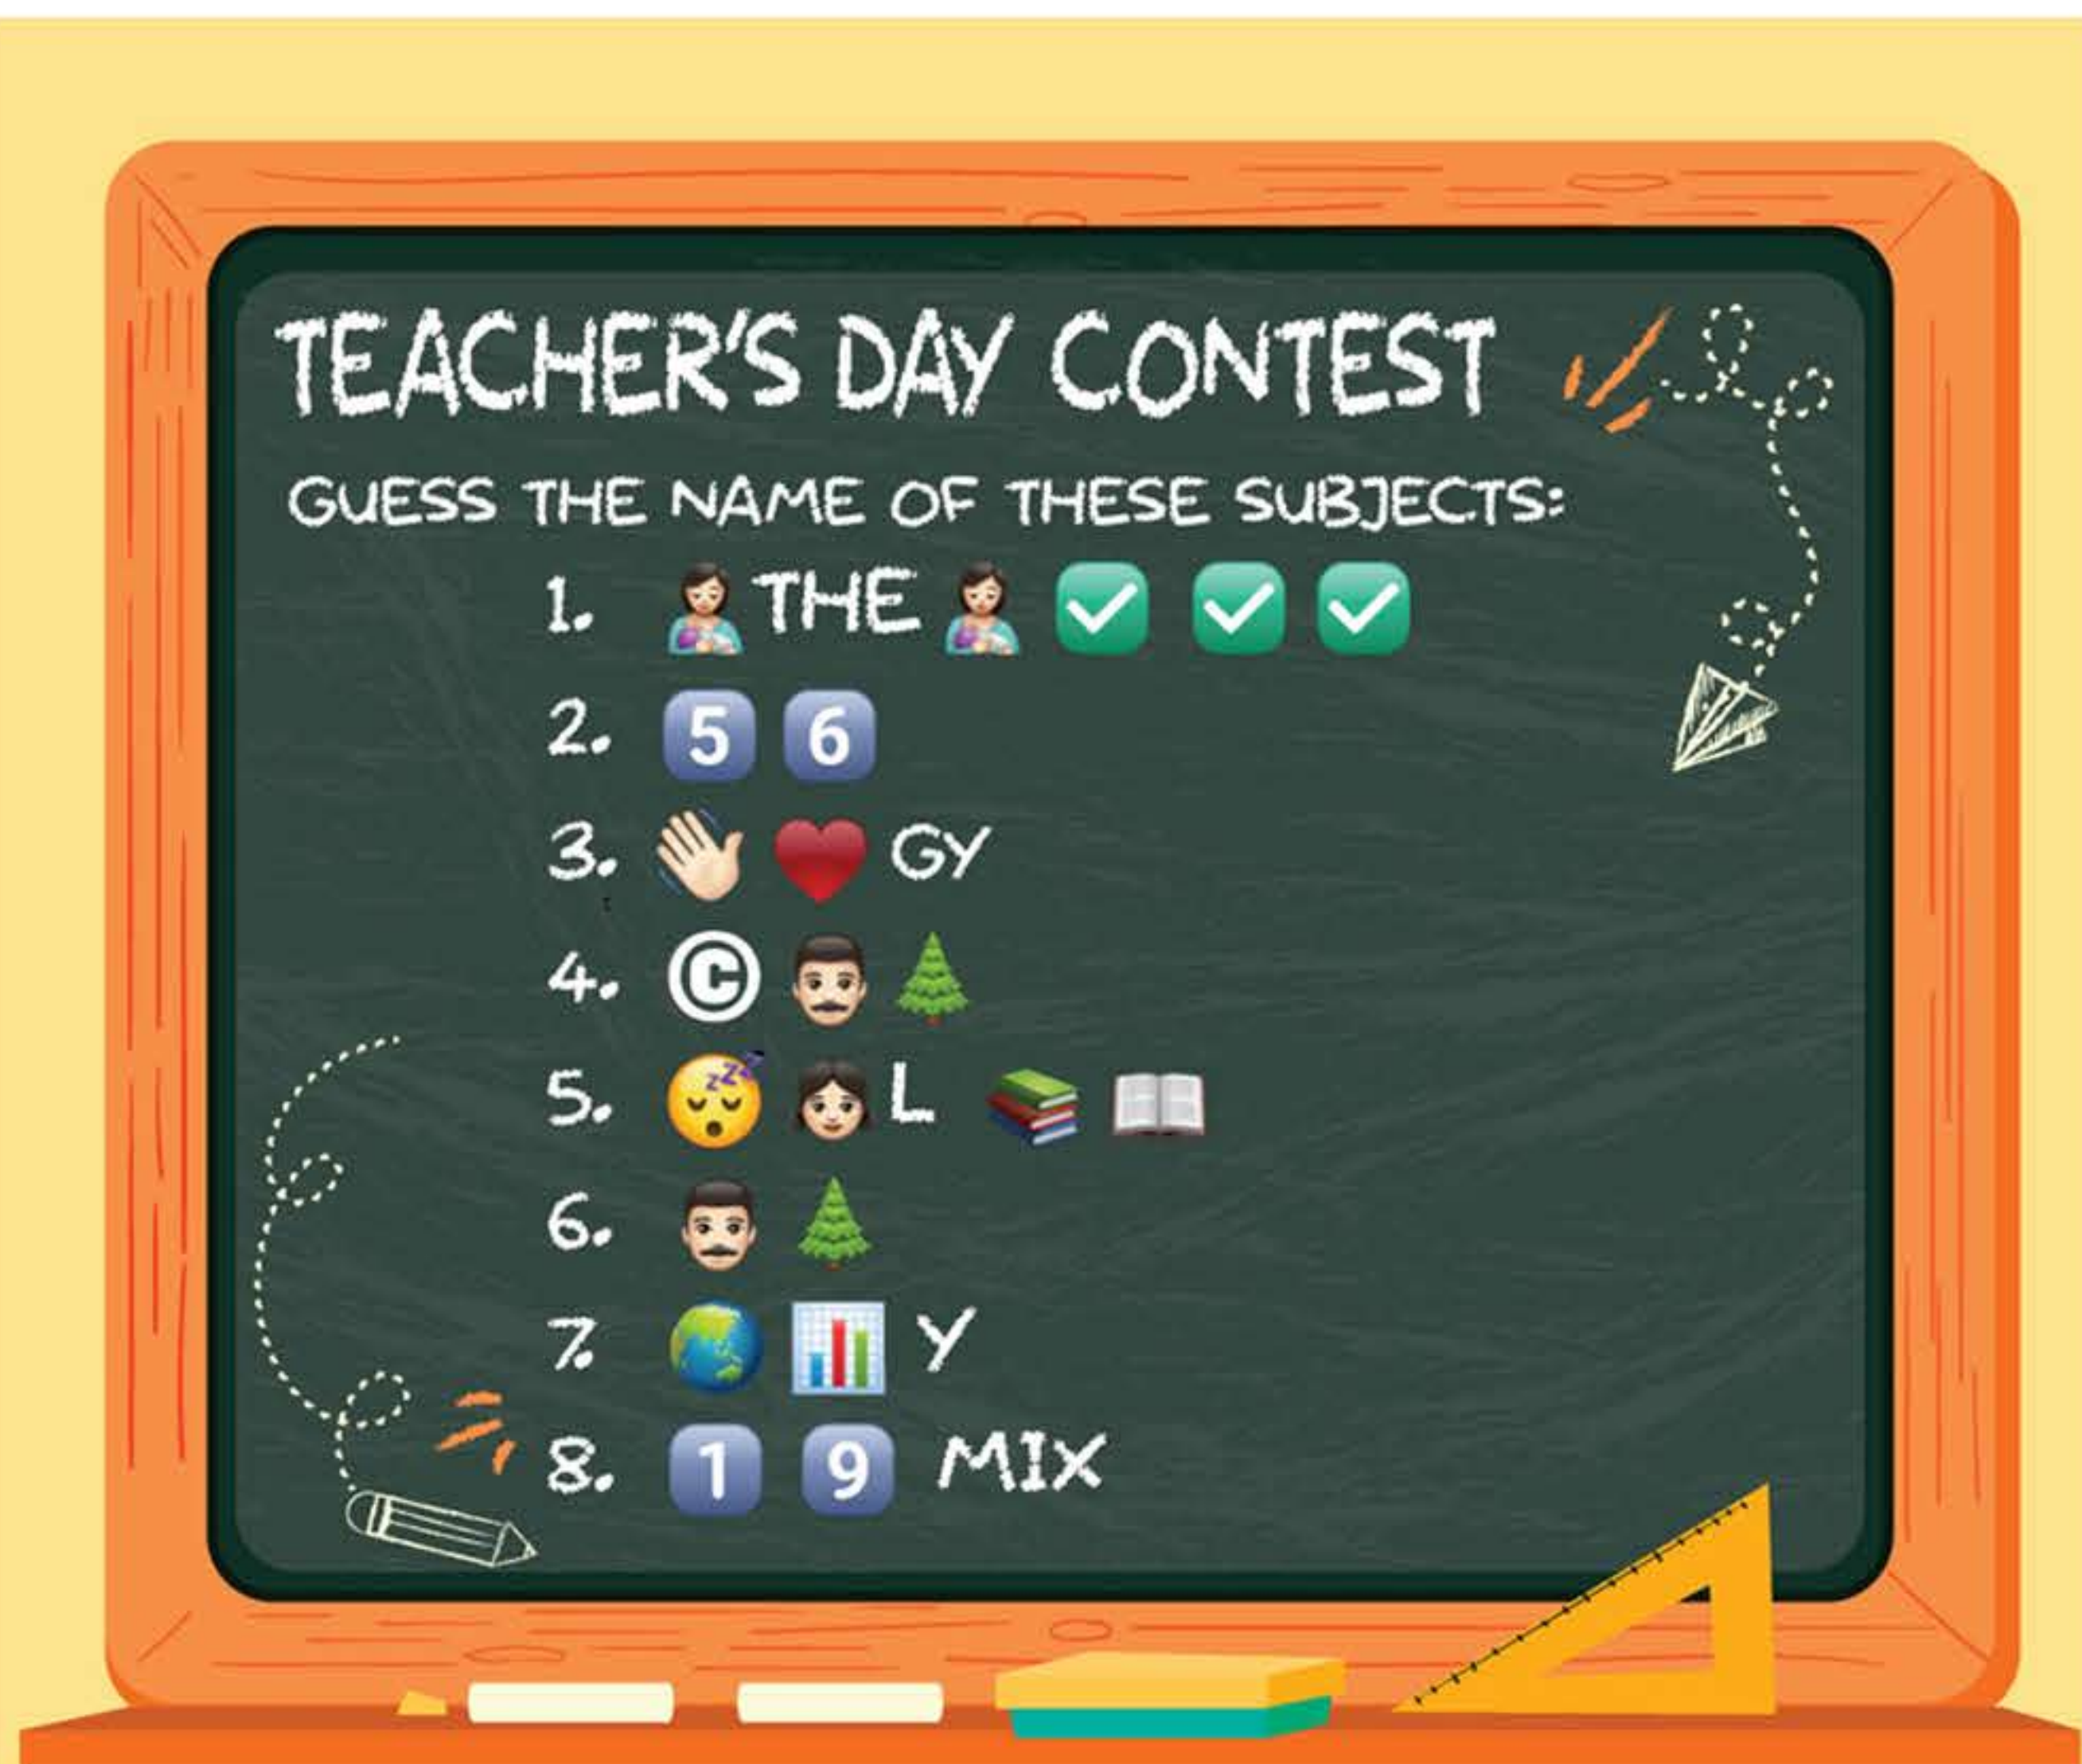 TEACHER'S DAY CONTEST
GUESS THE NAME OF THESE SUBJECTS:
1. 🤱🏻 THE 🤱🏻 ✅ ✅ ✅
2. 5️⃣ 6️⃣
3. 👋🏻 ❤️ GY
4. ©️ 👨🏻 🌲
5. 😴 👩🏻 L 📚 📖
6. 👨🏻 🌲
7. 🌏 📊 Y
8. 1️⃣ 9️⃣ MIX